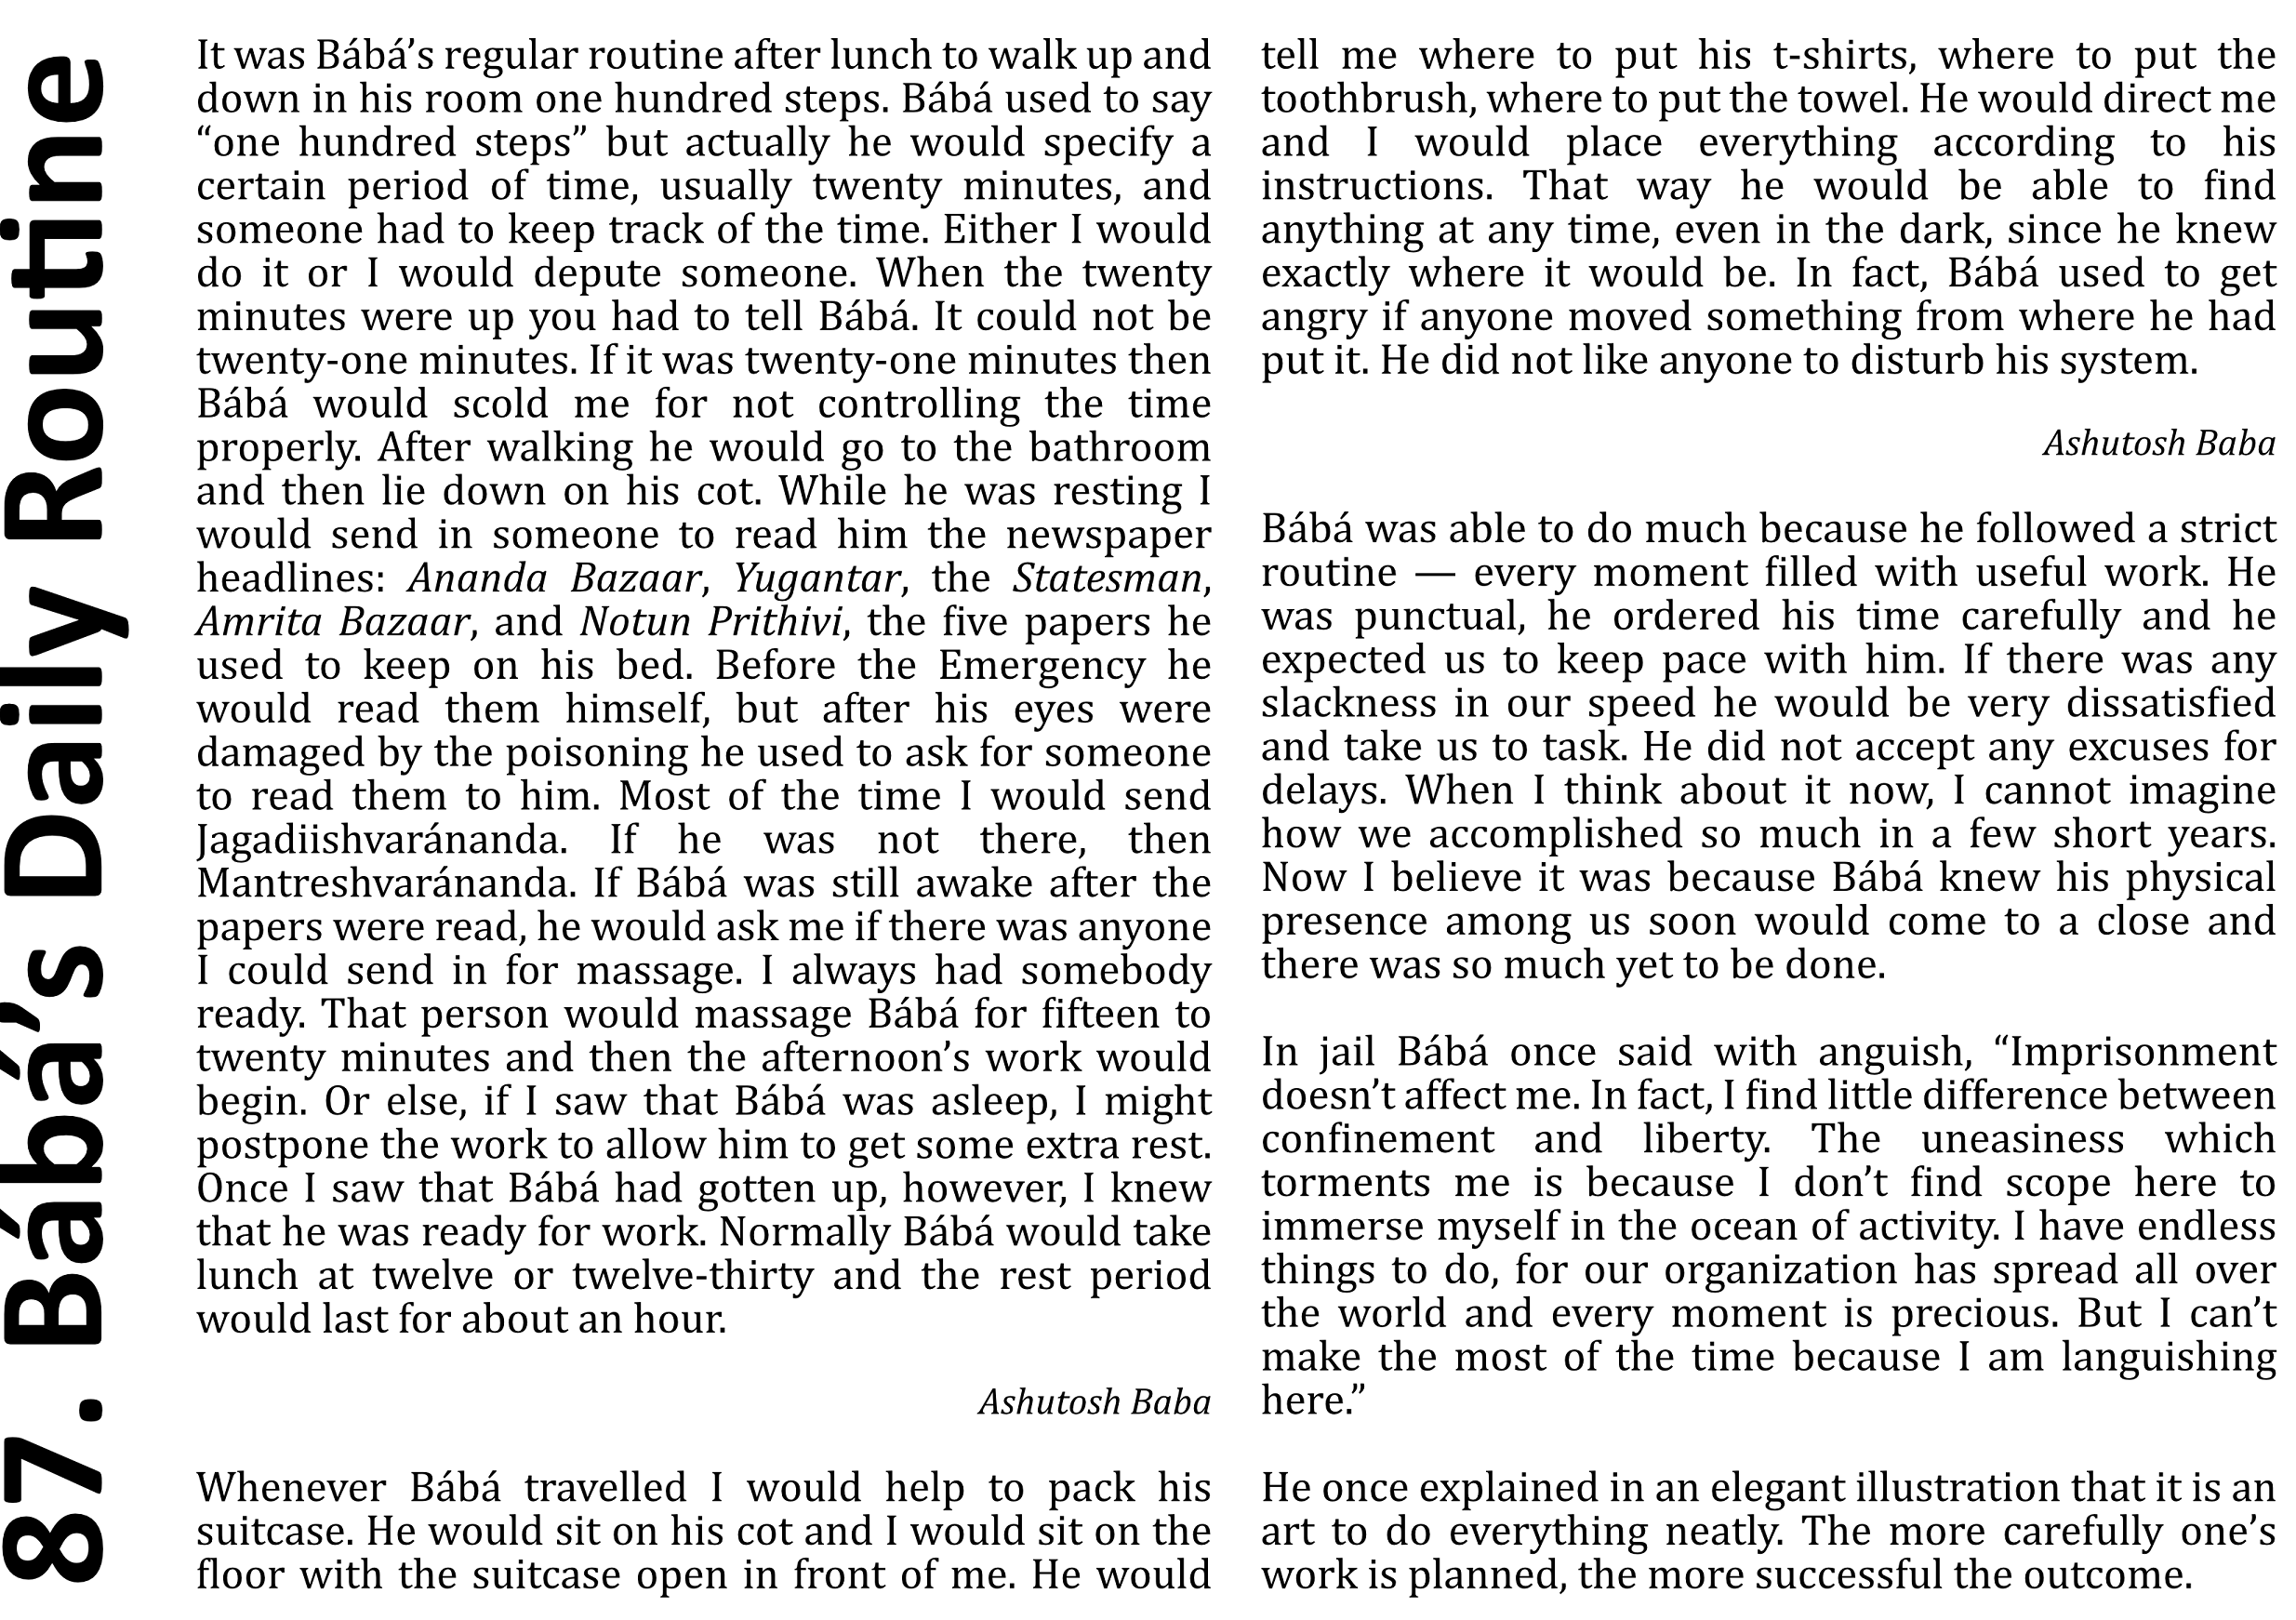 87. Bábá’s Daily Routine
It was Bábá’s regular routine after lunch to walk up and
down in his room one hundred steps. Bábá used to say
“one hundred steps” but actually he would specify a
certain period of time, usually twenty minutes, and
someone had to keep track of the time. Either I would
do it or I would depute someone. When the twenty
minutes were up you had to tell Bábá. It could not be
twenty-one minutes. If it was twenty-one minutes then
Bábá would scold me for not controlling the time
properly. After walking he would go to the bathroom
and then lie down on his cot. While he was resting I
would send in someone to read him the newspaper
headlines: Ananda Bazaar, Yugantar, the Statesman,
Amrita Bazaar, and Notun Prithivi, the five papers he
used to keep on his bed. Before the Emergency he
would read them himself, but after his eyes were
damaged by the poisoning he used to ask for someone
to read them to him. Most of the time I would send
Jagadiishvaránanda. If he was not there, then
Mantreshvaránanda. If Bábá was still awake after the
papers were read, he would ask me if there was anyone
I could send in for massage. I always had somebody
ready. That person would massage Bábá for fifteen to
twenty minutes and then the afternoon’s work would
begin. Or else, if I saw that Bábá was asleep, I might
postpone the work to allow him to get some extra rest.
Once I saw that Bábá had gotten up, however, I knew
that he was ready for work. Normally Bábá would take
lunch at twelve or twelve-thirty and the rest period
would last for about an hour.
Ashutosh Baba
Whenever Bábá travelled I would help to pack his
suitcase. He would sit on his cot and I would sit on the
floor with the suitcase open in front of me. He would
tell me where to put his t-shirts, where to put the
toothbrush, where to put the towel. He would direct me
and I would place everything according to his
instructions. That way he would be able to find
anything at any time, even in the dark, since he knew
exactly where it would be. In fact, Bábá used to get
angry if anyone moved something from where he had
put it. He did not like anyone to disturb his system.
Ashutosh Baba
Bábá was able to do much because he followed a strict
routine — every moment filled with useful work. He
was punctual, he ordered his time carefully and he
expected us to keep pace with him. If there was any
slackness in our speed he would be very dissatisfied
and take us to task. He did not accept any excuses for
delays. When I think about it now, I cannot imagine
how we accomplished so much in a few short years.
Now I believe it was because Bábá knew his physical
presence among us soon would come to a close and
there was so much yet to be done.
In jail Bábá once said with anguish, “Imprisonment
doesn’t affect me. In fact, I find little difference between
confinement and liberty. The uneasiness which
torments me is because I don’t find scope here to
immerse myself in the ocean of activity. I have endless
things to do, for our organization has spread all over
the world and every moment is precious. But I can’t
make the most of the time because I am languishing
here.”
He once explained in an elegant illustration that it is an
art to do everything neatly. The more carefully one’s
work is planned, the more successful the outcome.